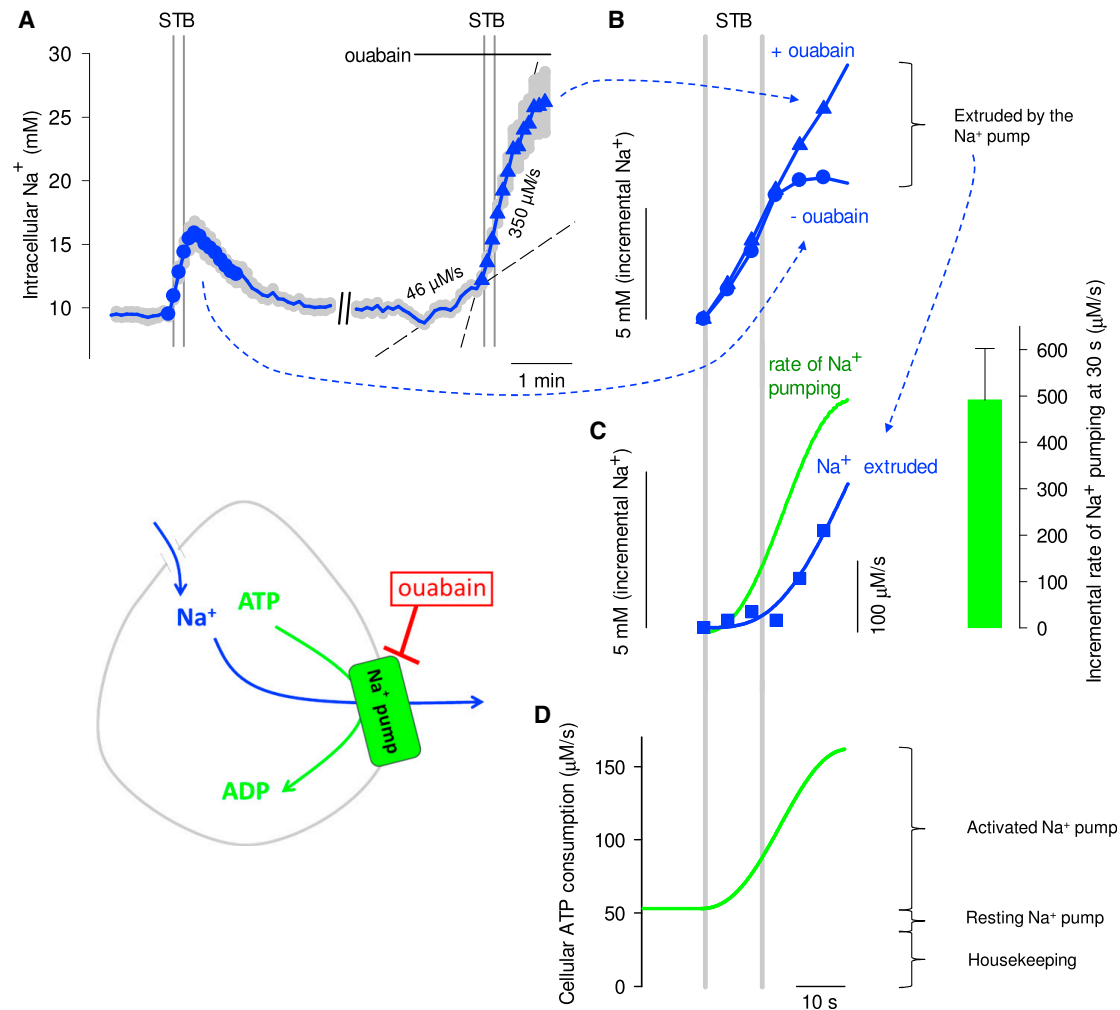 A
STB
STB
ouabain
30
25
20
15
10
Intracellular Na+ (mM)
46 μM/s
350 μM/s
1 min
B
STB
+ ouabain
- ouabain
5 mM (incremental Na+)
Extruded by the
Na+ pump
C
rate of Na+
pumping
Na+ extruded
5 mM (incremental Na+)
100 μM/s
600
500
400
300
200
100
0
Incremental rate of Na+ pumping at 30 s (μM/s)
Na+
ATP
ouabain
Na+ pump
ADP
D
150
100
50
0
Cellular ATP consumption (μM/s)
Activated Na+ pump
Resting Na+ pump
Housekeeping
10 s